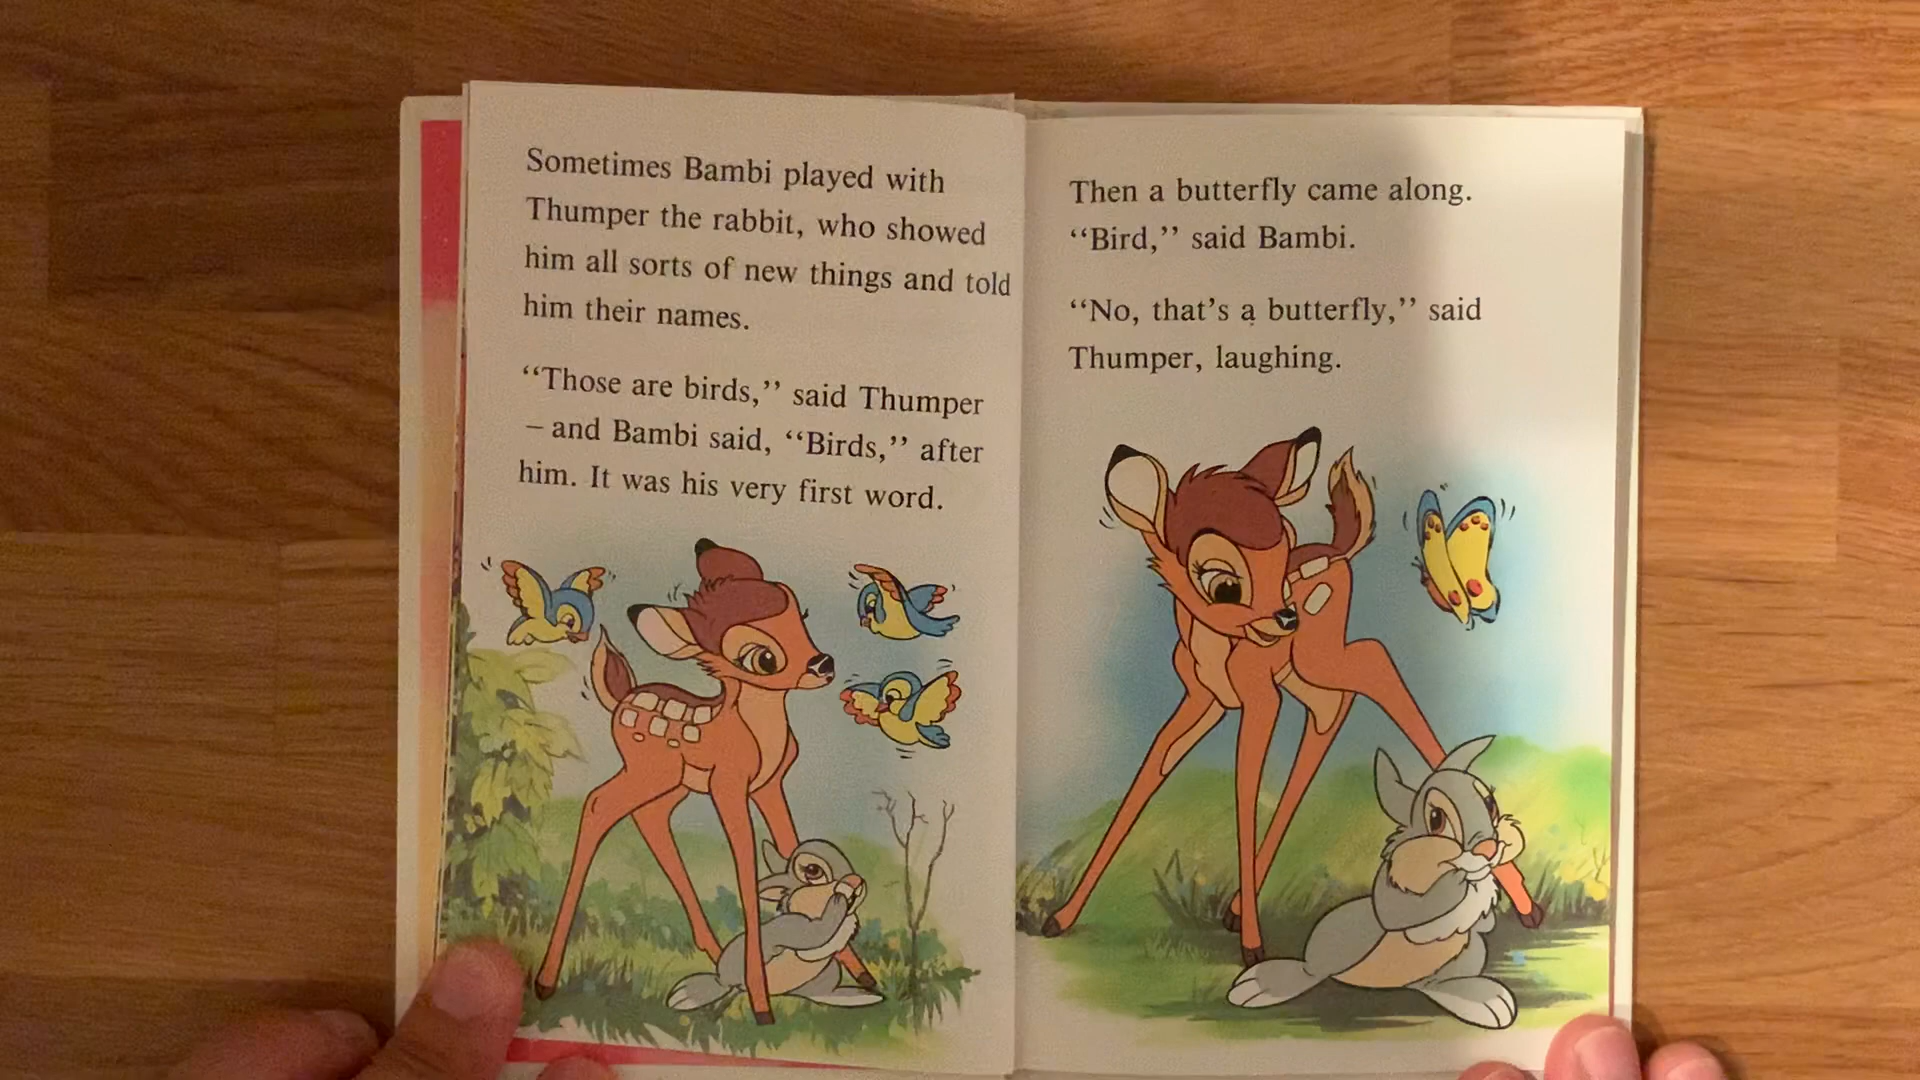 Sometimes Bambi played with
Thumper the rabbit, who showed
him all sorts of new things and told
him their names.
‘‘Those are birds,’’ said Thumper
– and Bambi said, ‘‘Birds,’’ after
him. It was his very first word.
Then a butterfly came along.
‘‘Bird,’’ said Bambi.
‘‘No, that’s a butterfly,’’ said
Thumper, laughing.